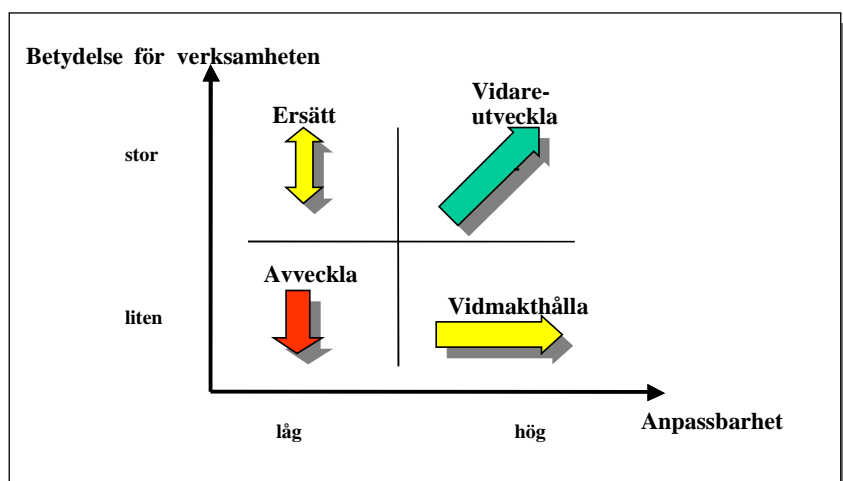 Betydelse för verksamheten
Ersätt
Vidare-
utveckla
stor
Avveckla
liten
Vidmakthålla
låg
hög
Anpassbarhet